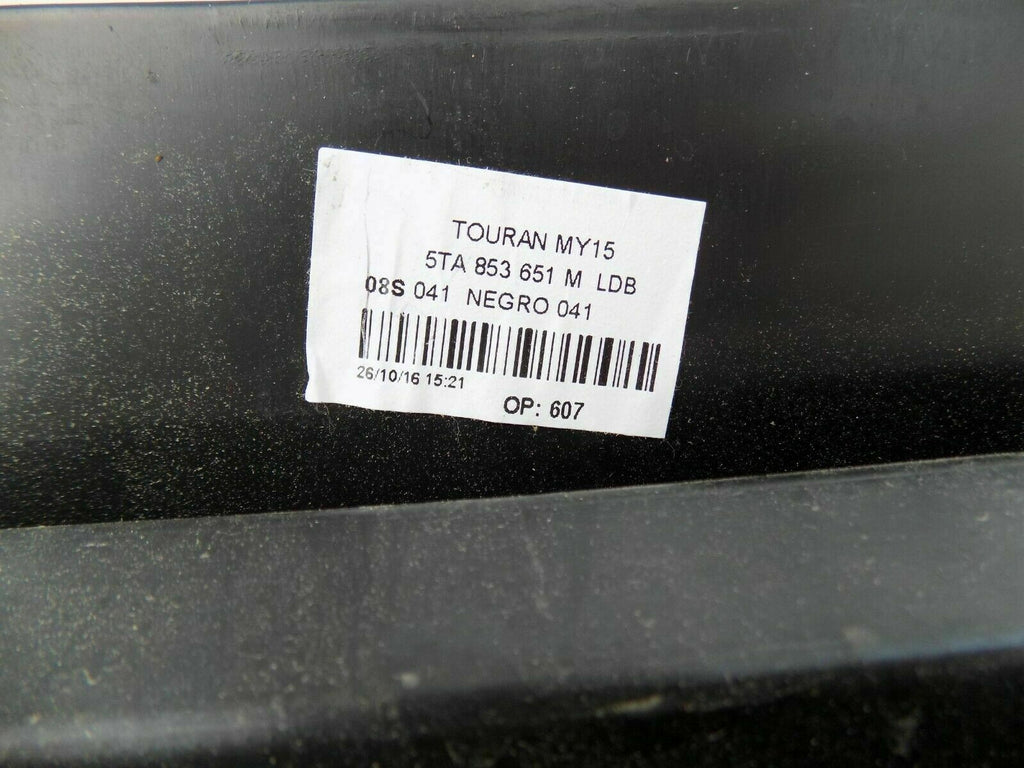 TOURAN MY15
5TA 853 651 M LDB
08S 041 NEGRO 041
26/10/16 15:21
OP: 607